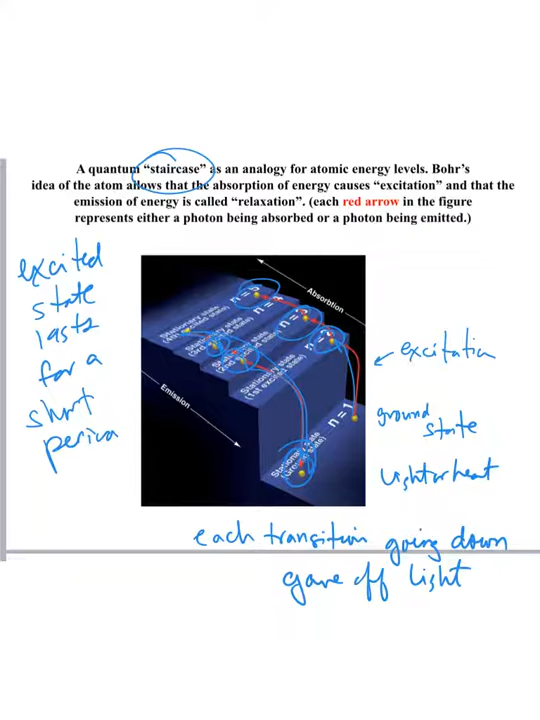 A quantum “staircase” as an analogy for atomic energy levels. Bohr’s
idea of the atom allows that the absorption of energy causes “excitation” and that the
emission of energy is called “relaxation”. (each red arrow in the figure
represents either a photon being absorbed or a photon being emitted.)
excited
state
lasts
for a
short
Absorbtion
n = 5
Stationary state
(4th excited state)
Stationary state
(3rd excited state)
n = 3
Stationary state
(2nd excited state)
n = 2
Stationary state
(1st excited state)
n = 1
Stationary state
(ground state)
Emission
excitation
ground
state
light or heat
each transition going down
gave off light